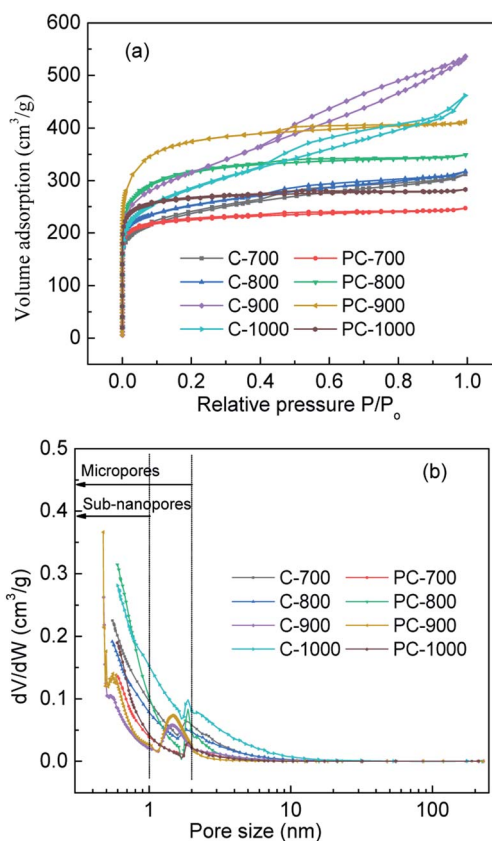 (a)
Volume adsorption (cm³/g)
600
500
400
300
200
100
0
C-700 PC-700
C-800 PC-800
C-900 PC-900
C-1000 PC-1000
0.0 0.2 0.4 0.6 0.8 1.0
Relative pressure P/Pₒ
(b)
dV/dW (cm³/g)
0.5
0.4
0.3
0.2
0.1
0.0
Micropores
Sub-nanopores
C-700 PC-700
C-800 PC-800
C-900 PC-900
C-1000 PC-1000
1 10 100
Pore size (nm)